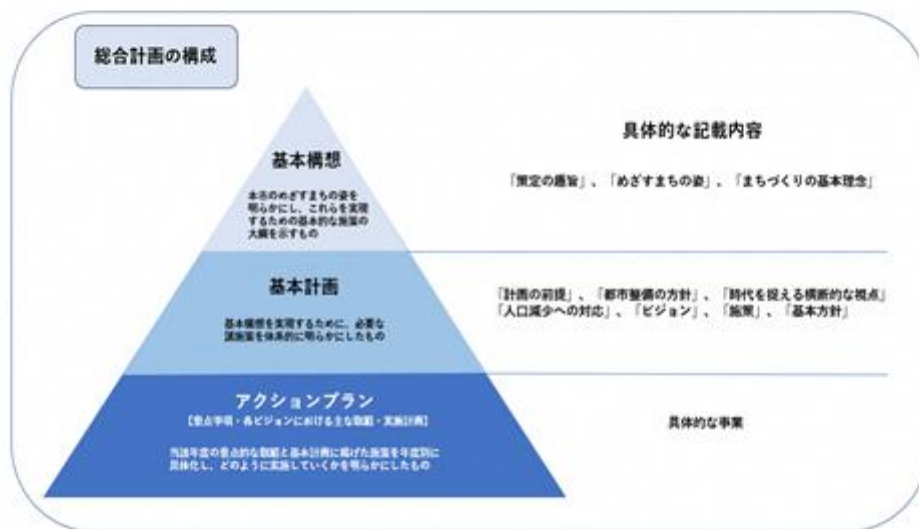 総合計画の構成
具体的な記載内容
基本構想
本市のめざすまちの姿を
明らかにし、これらを実現
するための基本的な施策の
大綱を示すもの
「策定の趣旨」、「めざすまちの姿」、「まちづくりの基本理念」
基本計画
基本構想を実現するために、必要な
諸施策を体系的に明らかにしたもの
「計画の前提」、「都市整備の方針」、「時代を捉える横断的な視点」
「人口減少への対応」、「ビジョン」、「施策」、「基本方針」
アクションプラン
【重点事項・各ビジョンにおける主な取組・実施計画】
当該年度の重点的な取組と基本計画に掲げた施策を年度別に
具体化し、どのように実施していくかを明らかにしたもの
具体的な事業